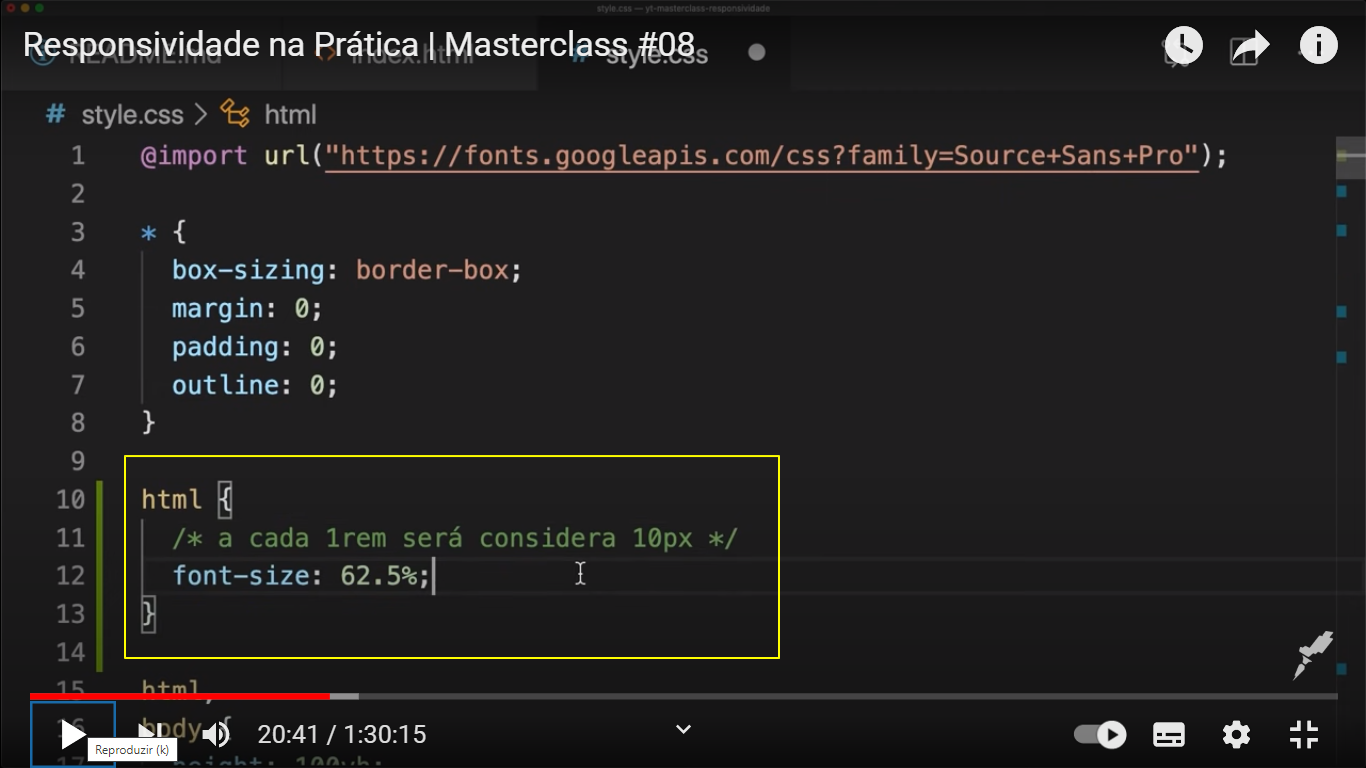 style.css — yt-masterclass-responsividade
Responsividade na Prática | Masterclass #08
README.md
index.html
# style.css
# style.css > html
1 @import url("https://fonts.googleapis.com/css?family=Source+Sans+Pro");
2
3 * {
4 box-sizing: border-box;
5 margin: 0;
6 padding: 0;
7 outline: 0;
8 }
9
10 html {
11 /* a cada 1rem será considera 10px */
12 font-size: 62.5%;
13 }
14
15 html,
16 body {
17 height: 100vh;
20:41 / 1:30:15
Reproduzir (k)